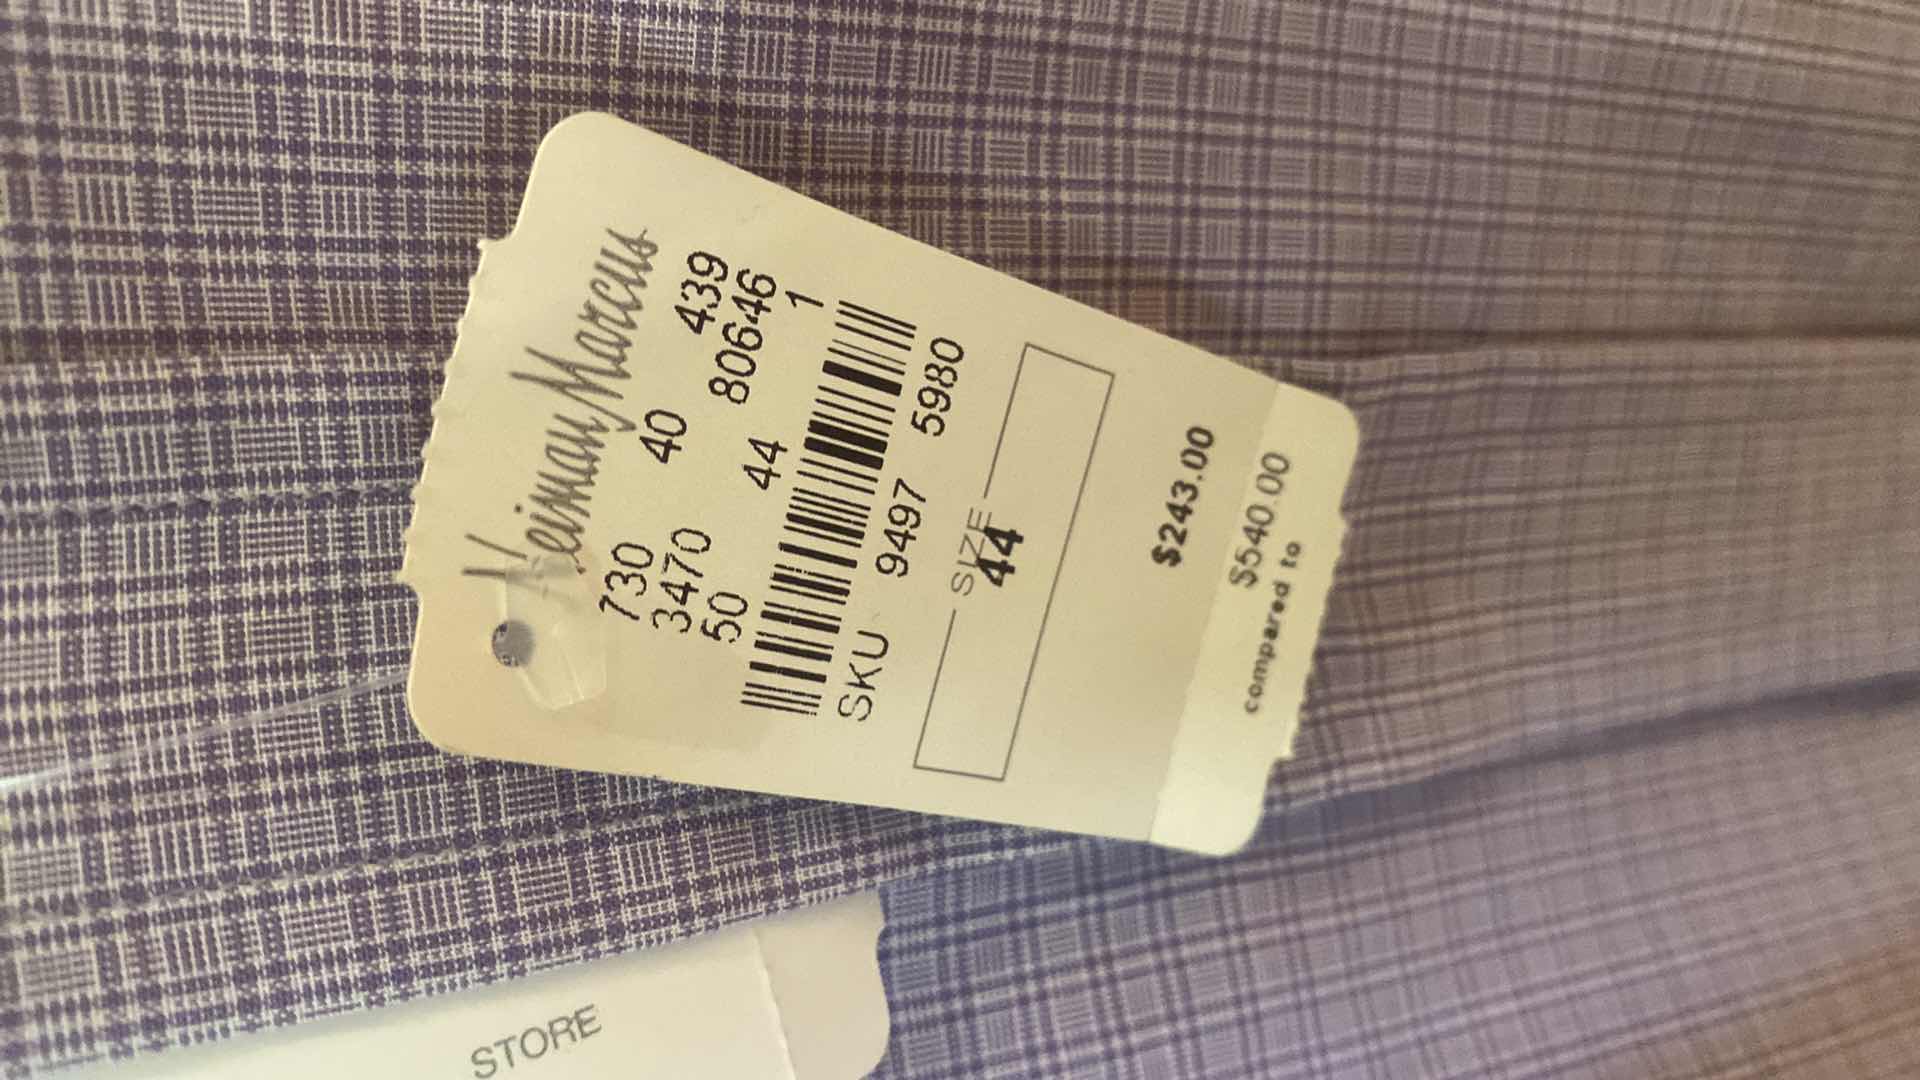 Neiman Marcus
730 40 439
3470 80646
50 44 1
SKU 9497 5980
SIZE
44
$243.00
$540.00
compared to
STORE